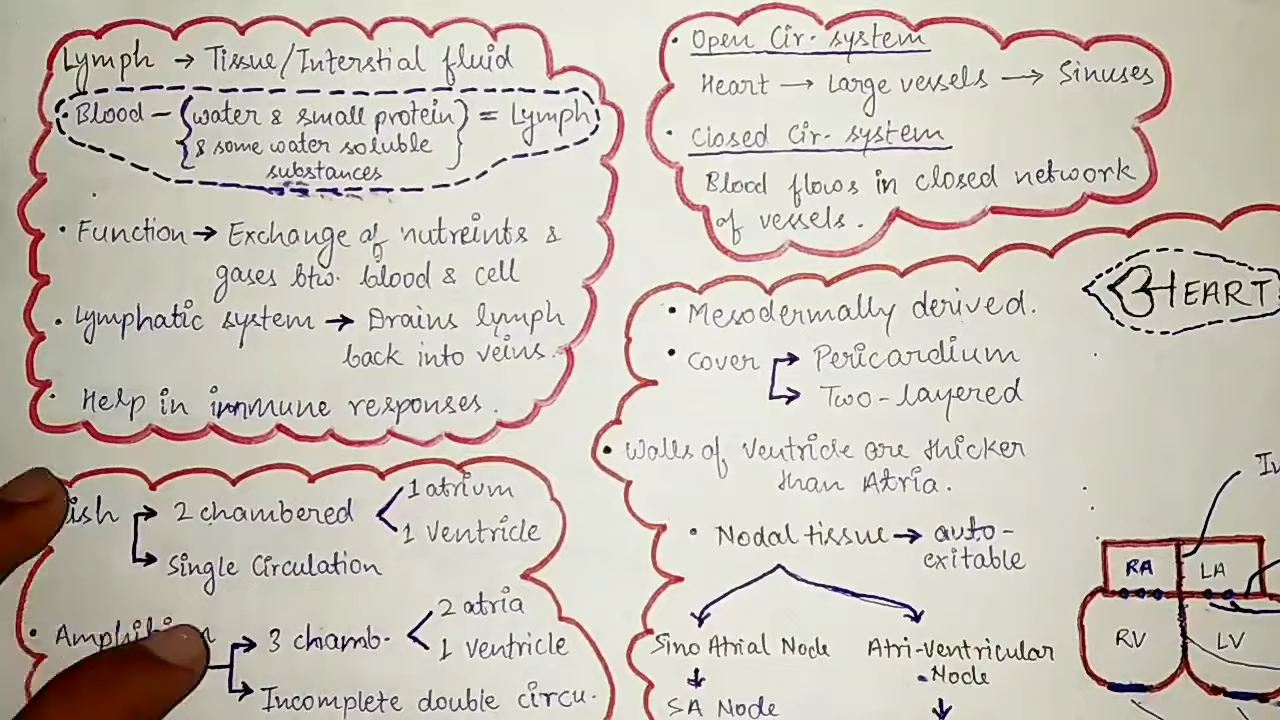 Lymph → Tissue/Interstial fluid
• Blood – {water & small protein
& some water soluble
substances} = Lymph
• Function → Exchange of nutreints &
gases btw. blood & cell
• Lymphatic system → Drains lymph
back into veins.
• Help in immune responses.
ish → 2 chambered < 1 atrium
1 ventricle
→ Single Circulation
• → 3 chamb. < 2 atria
1 ventricle
→ Incomplete double circu.
• Open Cir. system
Heart → Large vessels → Sinuses
• Closed Cir. system
Blood flows in closed netwoork
of vessels.
HEART
• Mesodermally derived.
• Cover → Pericardium
→ Two-layered
• Walls of ventricle are thicker
than Atria.
• Nodal tissue → auto-
exitable
Sino Atrial Node
↓
SA Node
Atri-ventricular
Node
↓
RA
LA
RV
LV